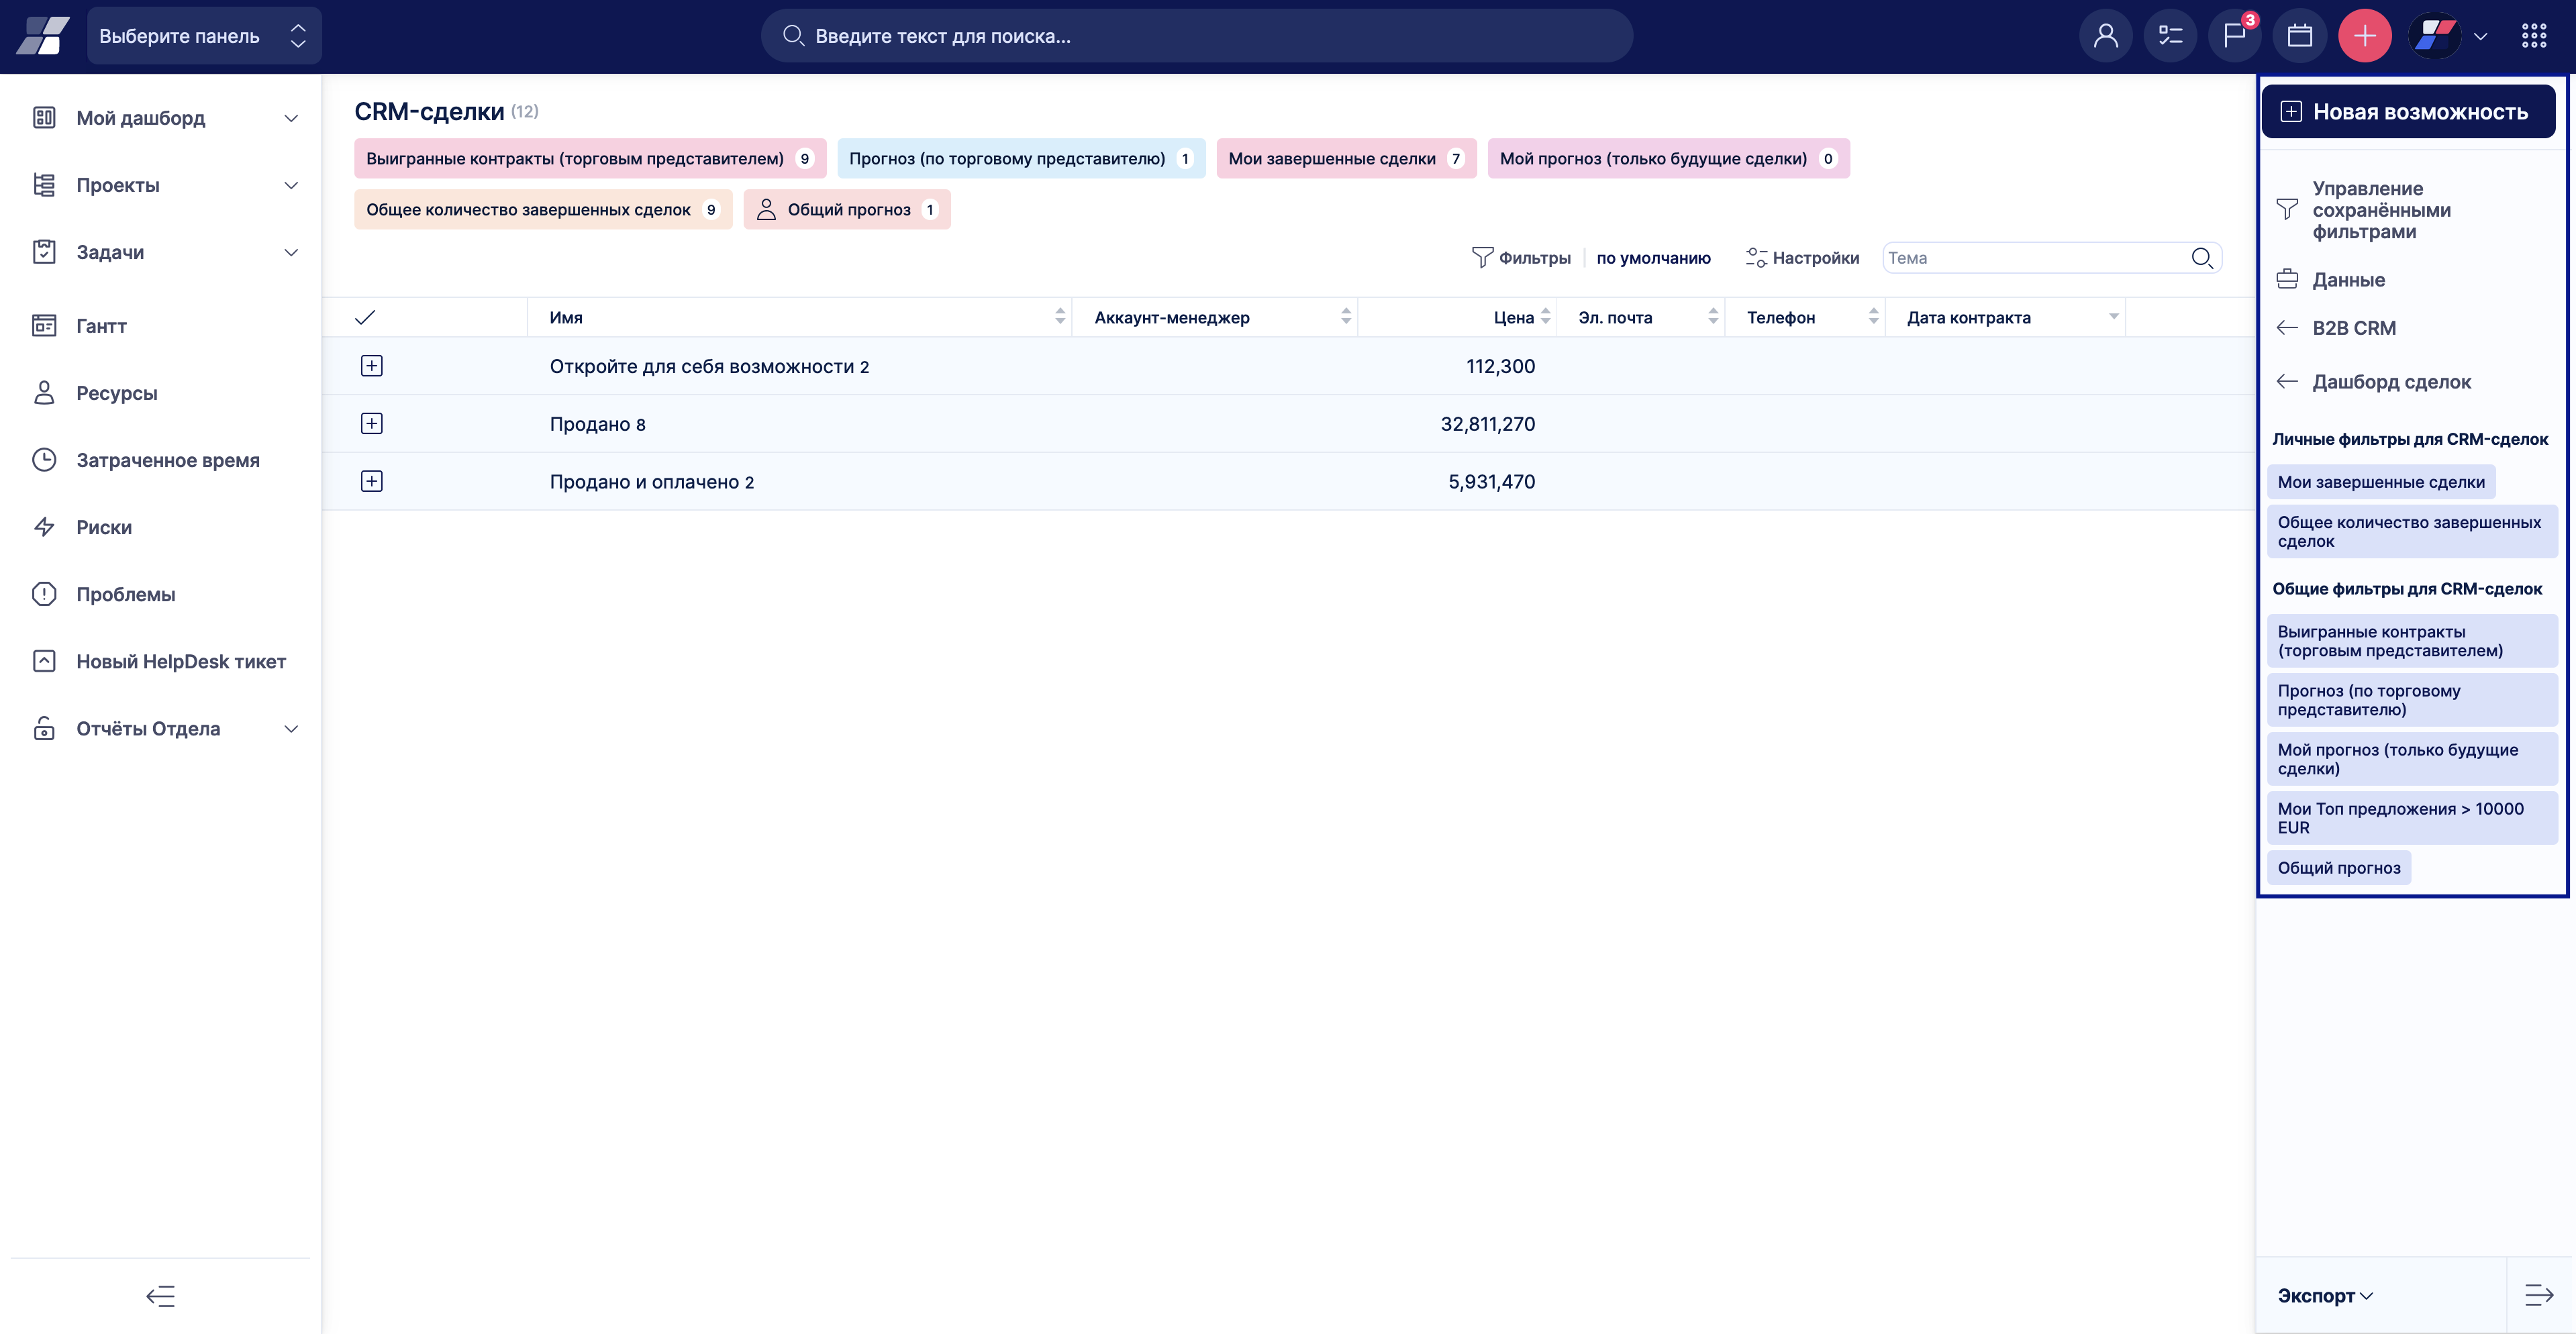 Выберите панель
Введите текст для поиска...
3
Мой дашборд
Проекты
Задачи
Гантт
Ресурсы
Затраченное время
Риски
Проблемы
Новый HelpDesk тикет
Отчёты Отдела
CRM-сделки (12)
Выигранные контракты (торговым представителем) 9
Прогноз (по торговому представителю) 1
Мои завершенные сделки 7
Мой прогноз (только будущие сделки) 0
Общее количество завершенных сделок 9
Общий прогноз 1
Фильтры
по умолчанию
Настройки
Тема
Имя
Аккаунт-менеджер
Цена
Эл. почта
Телефон
Дата контракта
Откройте для себя возможности 2
112,300
Продано 8
32,811,270
Продано и оплачено 2
5,931,470
Новая возможность
Управление
сохранёнными
фильтрами
Данные
B2B CRM
Дашборд сделок
Личные фильтры для CRM-сделок
Мои завершенные сделки
Общее количество завершенных
сделок
Общие фильтры для CRM-сделок
Выигранные контракты
(торговым представителем)
Прогноз (по торговому
представителю)
Мой прогноз (только будущие
сделки)
Мои Топ предложения > 10000
EUR
Общий прогноз
Экспорт